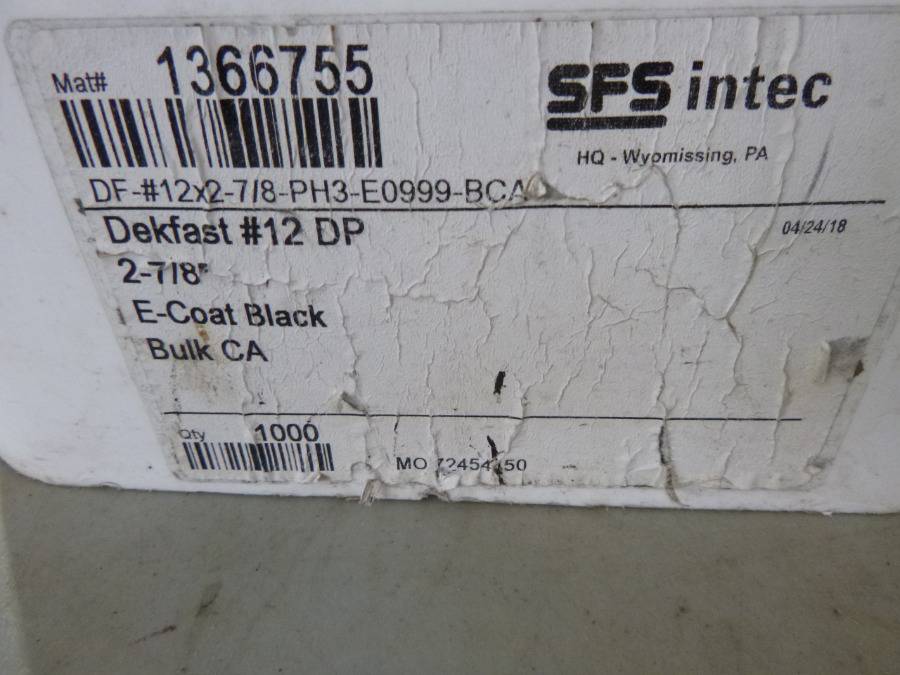 Mat# 1366755
SFS intec
HQ - Wyomissing, PA
DF-#12x2-7/8-PH3-E0999-BCA
Dekfast #12 DP
04/24/18
2-7/8"
E-Coat Black
Bulk CA
Qty 1000
MO